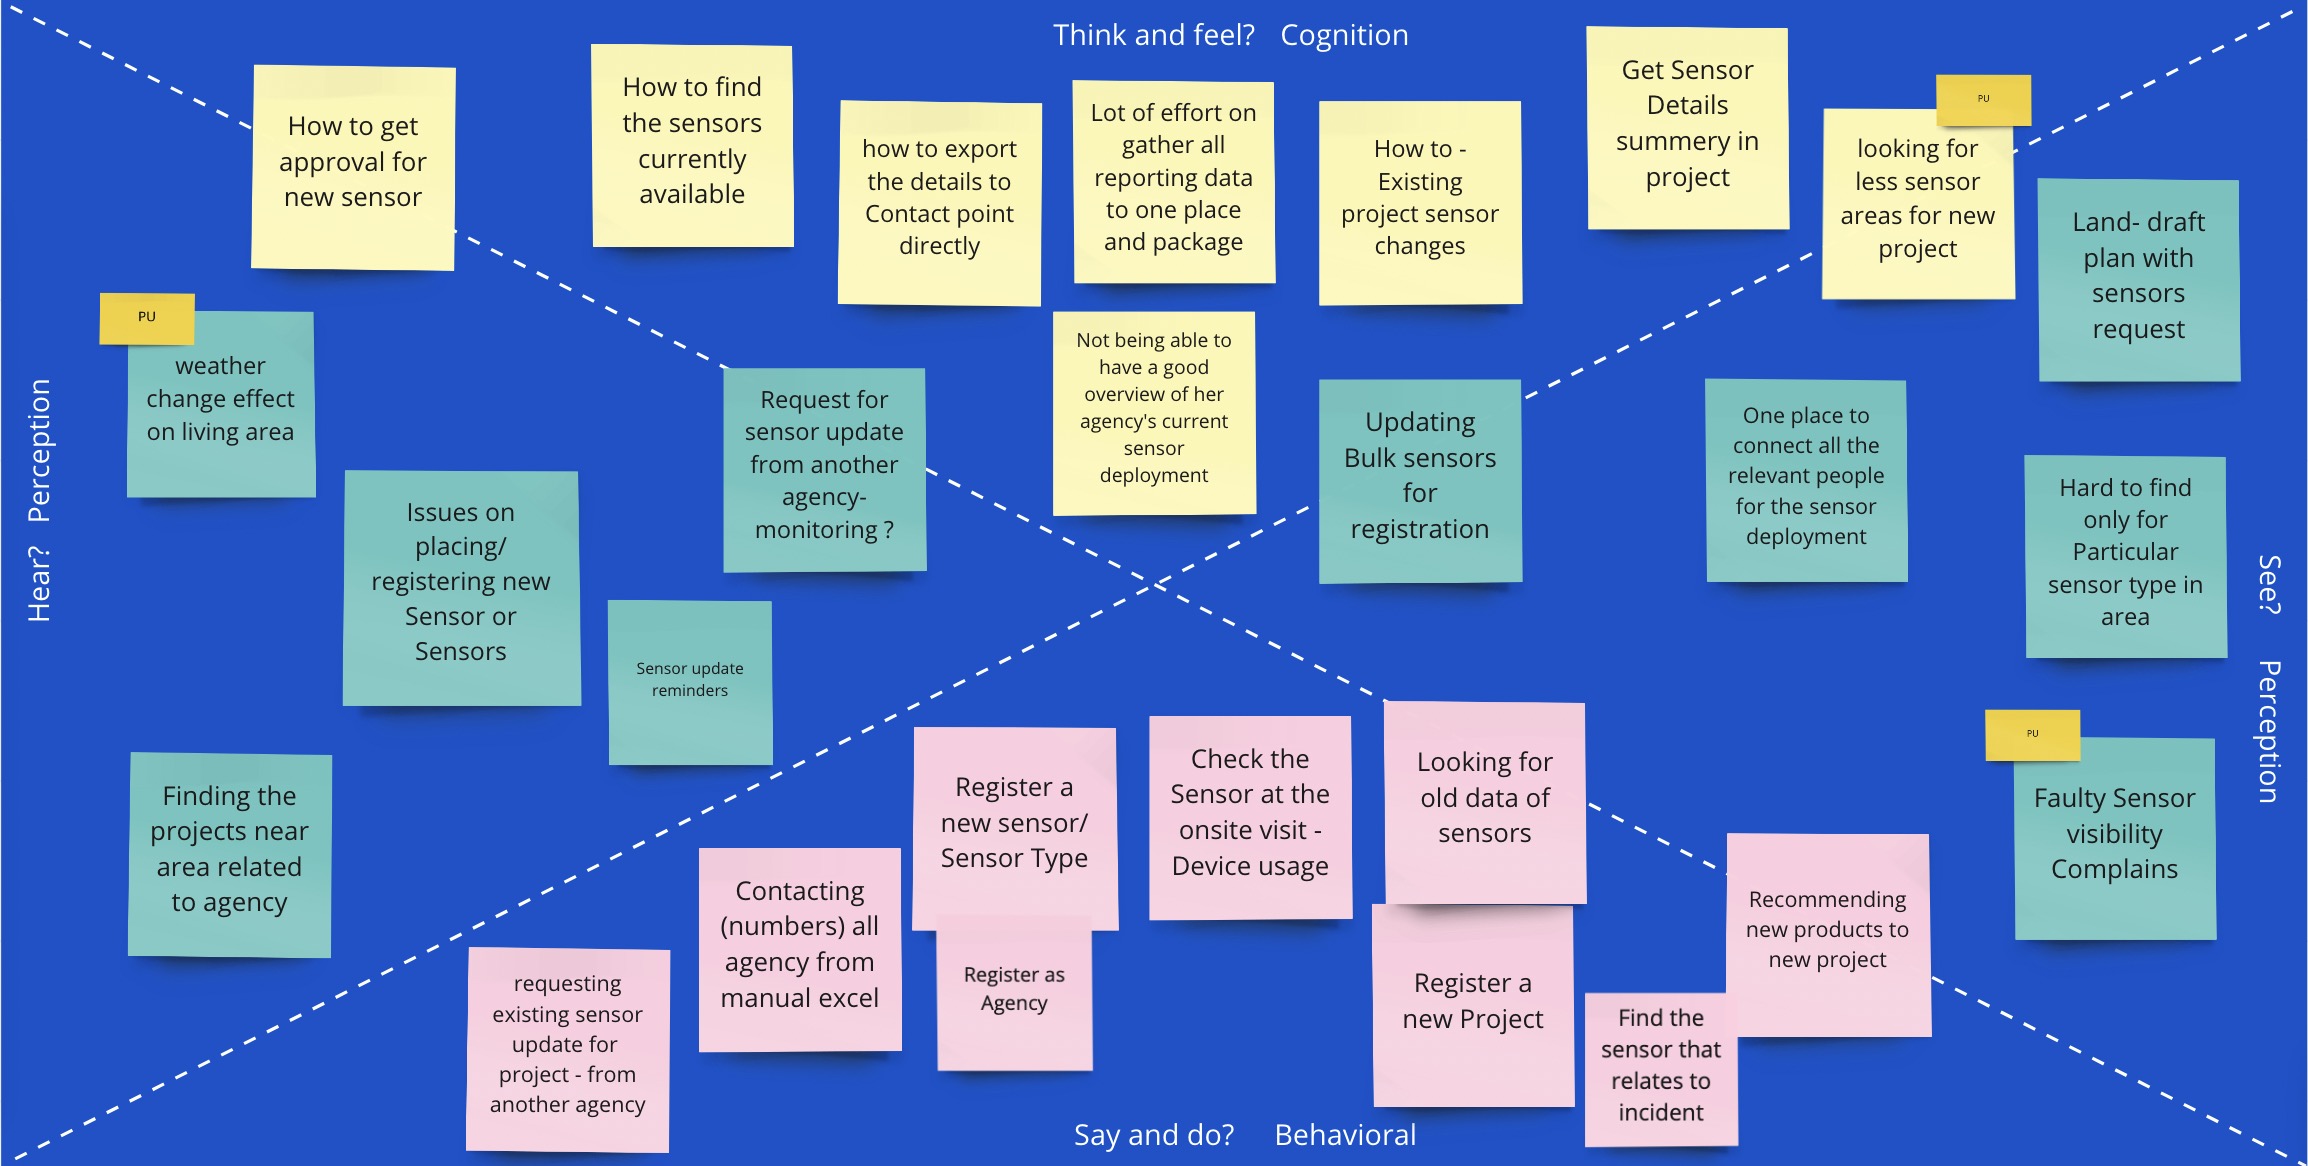 Think and feel? Cognition
How to get
approval for
new sensor
How to find
the sensors
currently
available
how to export
the details to
Contact point
directly
Lot of effort on
gather all
reporting data
to one place
and package
How to -
Existing
project sensor
changes
Get Sensor
Details
summery in
project
PU
looking for
less sensor
areas for new
project
Not being able to
have a good
overview of her
agency's current
sensor
deployment
Hear? Perception
PU
weather
change effect
on living area
Issues on
placing/
registering new
Sensor or
Sensors
Request for
sensor update
from another
agency-
monitoring ?
Sensor update
reminders
Finding the
projects near
area related
to agency
Land- draft
plan with
sensors
request
Updating
Bulk sensors
for
registration
One place to
connect all the
relevant people
for the sensor
deployment
Hard to find
only for
Particular
sensor type in
area
PU
Faulty Sensor
visibility
Complains
See? Perception
requesting
existing sensor
update for
project - from
another agency
Contacting
(numbers) all
agency from
manual excel
Register a
new sensor/
Sensor Type
Register as
Agency
Check the
Sensor at the
onsite visit -
Device usage
Looking for
old data of
sensors
Register a
new Project
Find the
sensor that
relates to
incident
Recommending
new products to
new project
Say and do? Behavioral